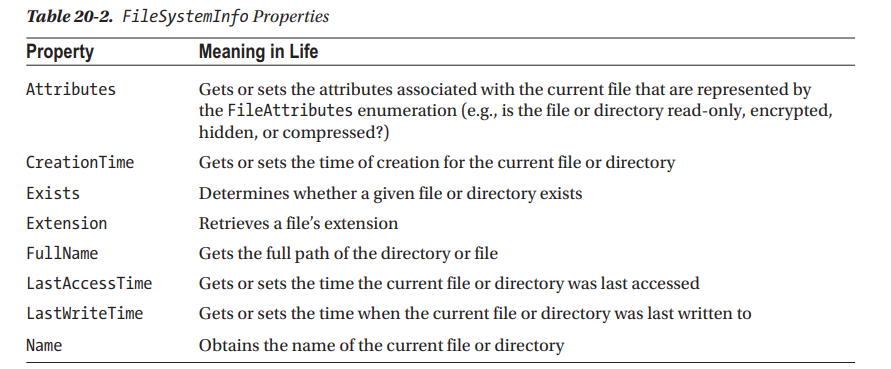 Table 20-2. FileSystemInfo Properties
Property Meaning in Life
Attributes Gets or sets the attributes associated with the current file that are represented by
the FileAttributes enumeration (e.g., is the file or directory read-only, encrypted,
hidden, or compressed?)
CreationTime Gets or sets the time of creation for the current file or directory
Exists Determines whether a given file or directory exists
Extension Retrieves a file’s extension
FullName Gets the full path of the directory or file
LastAccessTime Gets or sets the time the current file or directory was last accessed
LastWriteTime Gets or sets the time when the current file or directory was last written to
Name Obtains the name of the current file or directory